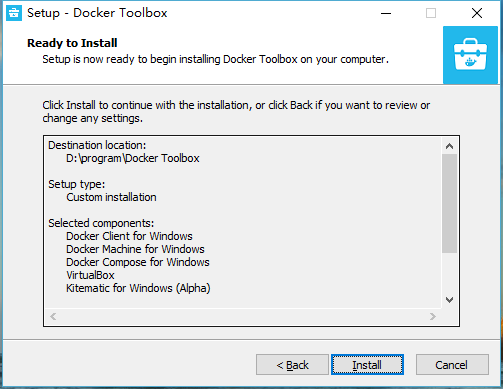 Setup - Docker Toolbox
Ready to Install
Setup is now ready to begin installing Docker Toolbox on your computer.
Click Install to continue with the installation, or click Back if you want to review or
change any settings.
Destination location:
D:\program\Docker Toolbox
Setup type:
Custom installation
Selected components:
Docker Client for Windows
Docker Machine for Windows
Docker Compose for Windows
VirtualBox
Kitematic for Windows (Alpha)
< Back
Install
Cancel